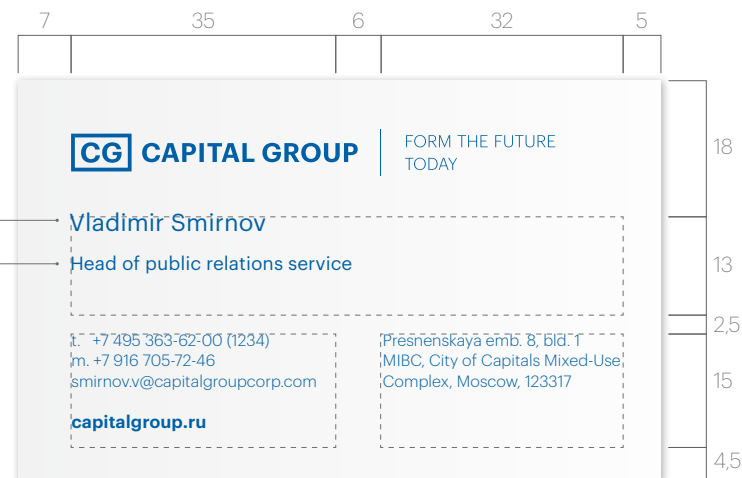 7 35 6 32 5
CG CAPITAL GROUP
FORM THE FUTURE
TODAY
18
Vladimir Smirnov
Head of public relations service
13
2,5
t. +7 495 363-62-00 (1234)
m. +7 916 705-72-46
smirnov.v@capitalgroupcorp.com
capitalgroup.ru
Presnenskaya emb. 8, bld. 1
MIBC, City of Capitals Mixed-Use
Complex, Moscow, 123317
15
4,5